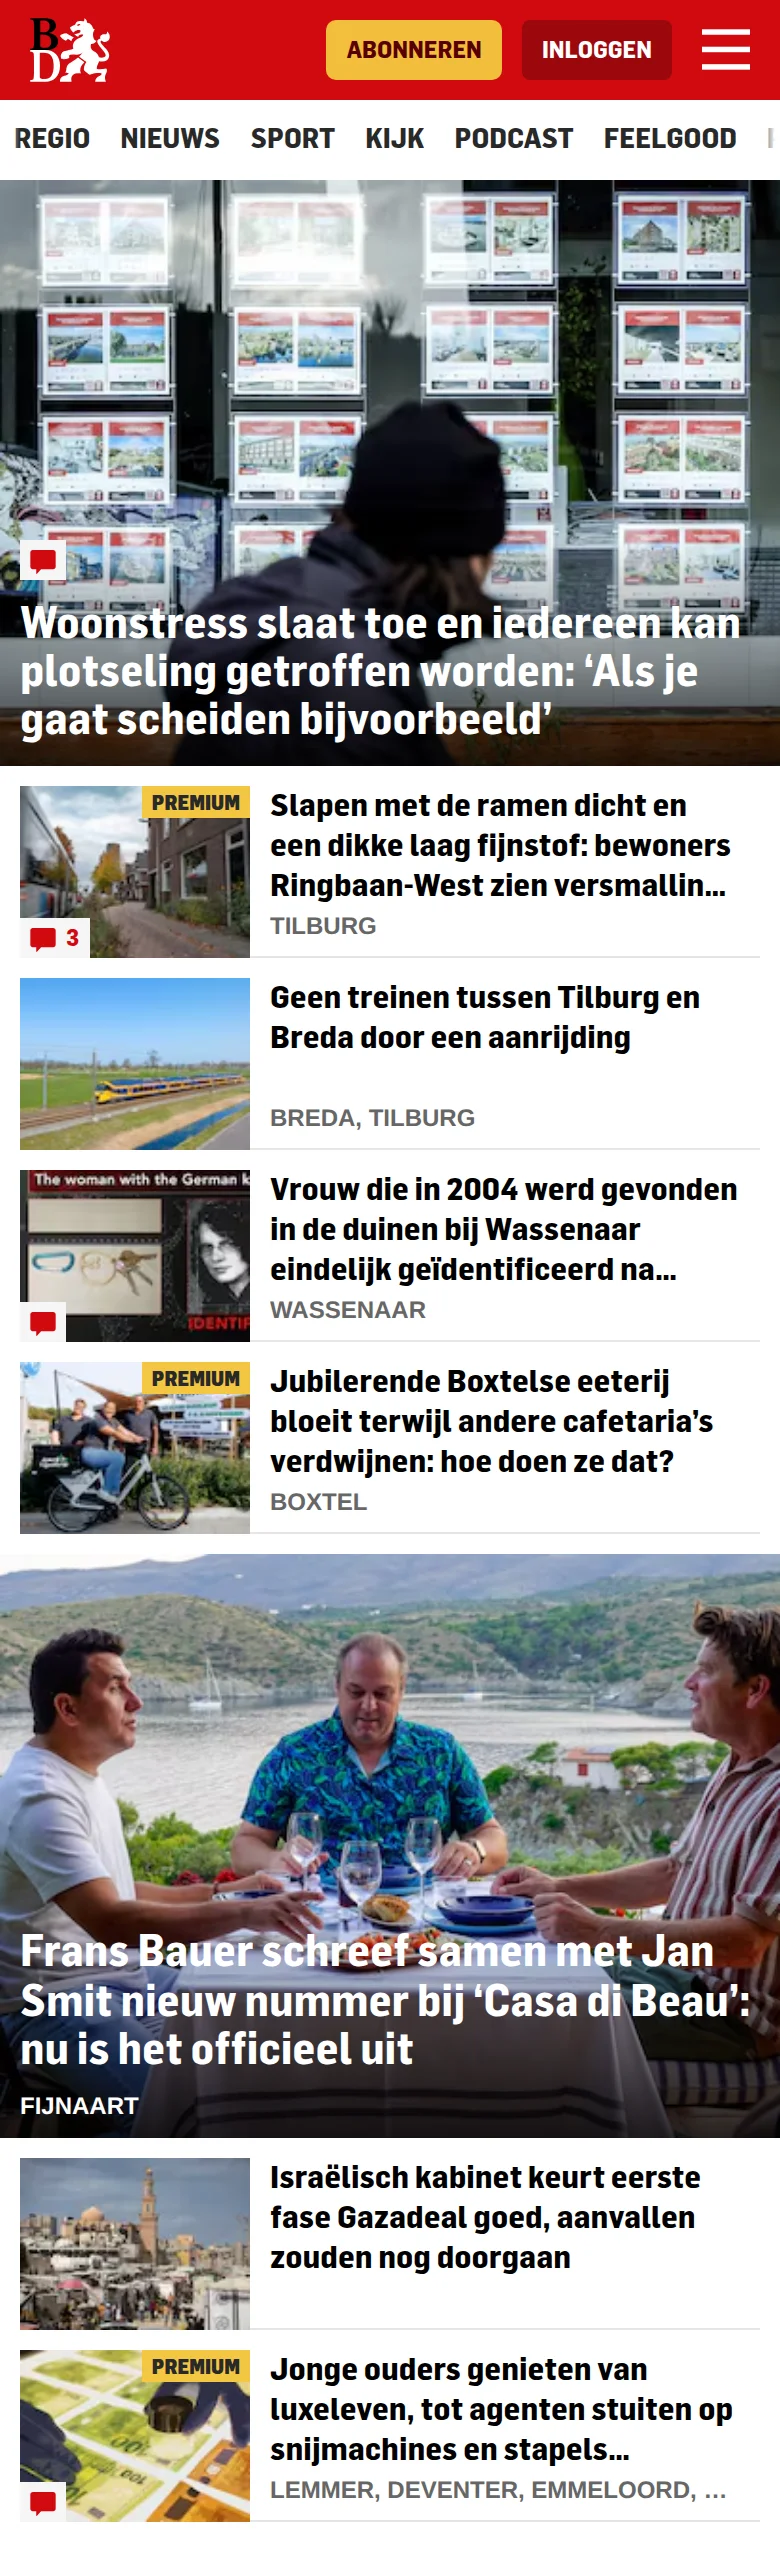 BD
ABONNEREN
INLOGGEN
REGIO NIEUWS SPORT KIJK PODCAST FEELGOOD
Woonstress slaat toe en iedereen kan
plotseling getroffen worden: ‘Als je
gaat scheiden bijvoorbeeld’
PREMIUM
3
Slapen met de ramen dicht en
een dikke laag fijnstof: bewoners
Ringbaan-West zien versmallin...
TILBURG
Geen treinen tussen Tilburg en
Breda door een aanrijding
BREDA, TILBURG
The woman with the German k
IDENTIF
Vrouw die in 2004 werd gevonden
in de duinen bij Wassenaar
eindelijk geïdentificeerd na...
WASSENAAR
PREMIUM
Jubilerende Boxtelse eeterij
bloeit terwijl andere cafetaria’s
verdwijnen: hoe doen ze dat?
BOXTEL
Frans Bauer schreef samen met Jan
Smit nieuw nummer bij ‘Casa di Beau’:
nu is het officieel uit
FIJNAART
Israëlisch kabinet keurt eerste
fase Gazadeal goed, aanvallen
zouden nog doorgaan
PREMIUM
100
Jonge ouders genieten van
luxeleven, tot agenten stuiten op
snijmachines en stapels...
LEMMER, DEVENTER, EMMELOORD, ...